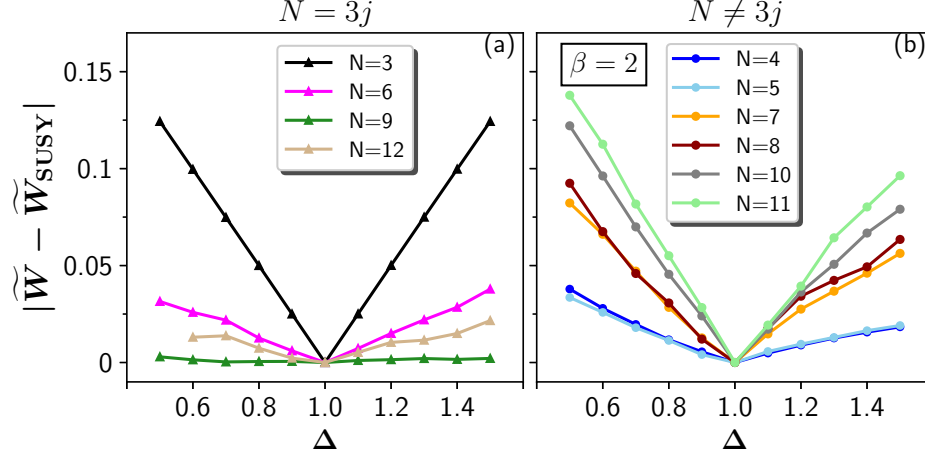 N = 3j
N ≠ 3j
|W̃ − W̃SUSY|
0.15
0.1
0.05
0
(a)
N=3
N=6
N=9
N=12
(b)
β = 2
N=4
N=5
N=7
N=8
N=10
N=11
0.6 0.8 1.0 1.2 1.4
0.6 0.8 1.0 1.2 1.4
Δ
Δ